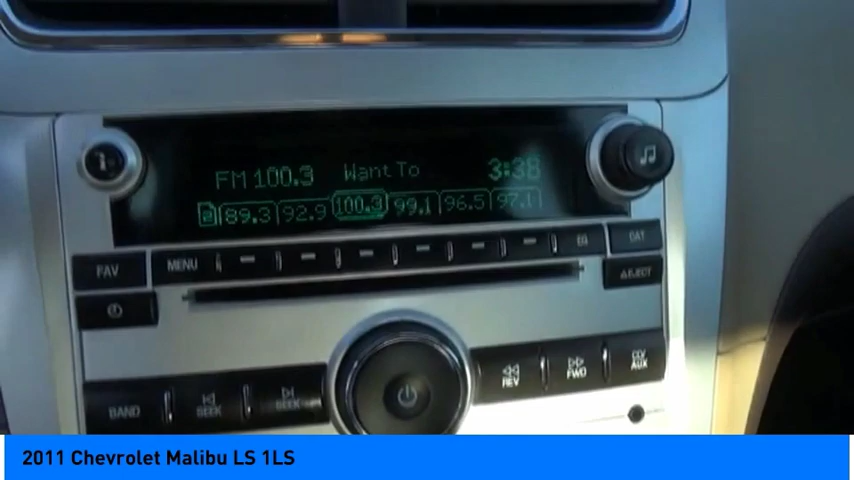 FM 100.3 Want To 3:38
2 89.3 92.9 100.3 99.1 96.5 97.1
FAV MENU EQ CAT
EJECT
BAND SEEK SEEK REV FWD CD/AUX
2011 Chevrolet Malibu LS 1LS